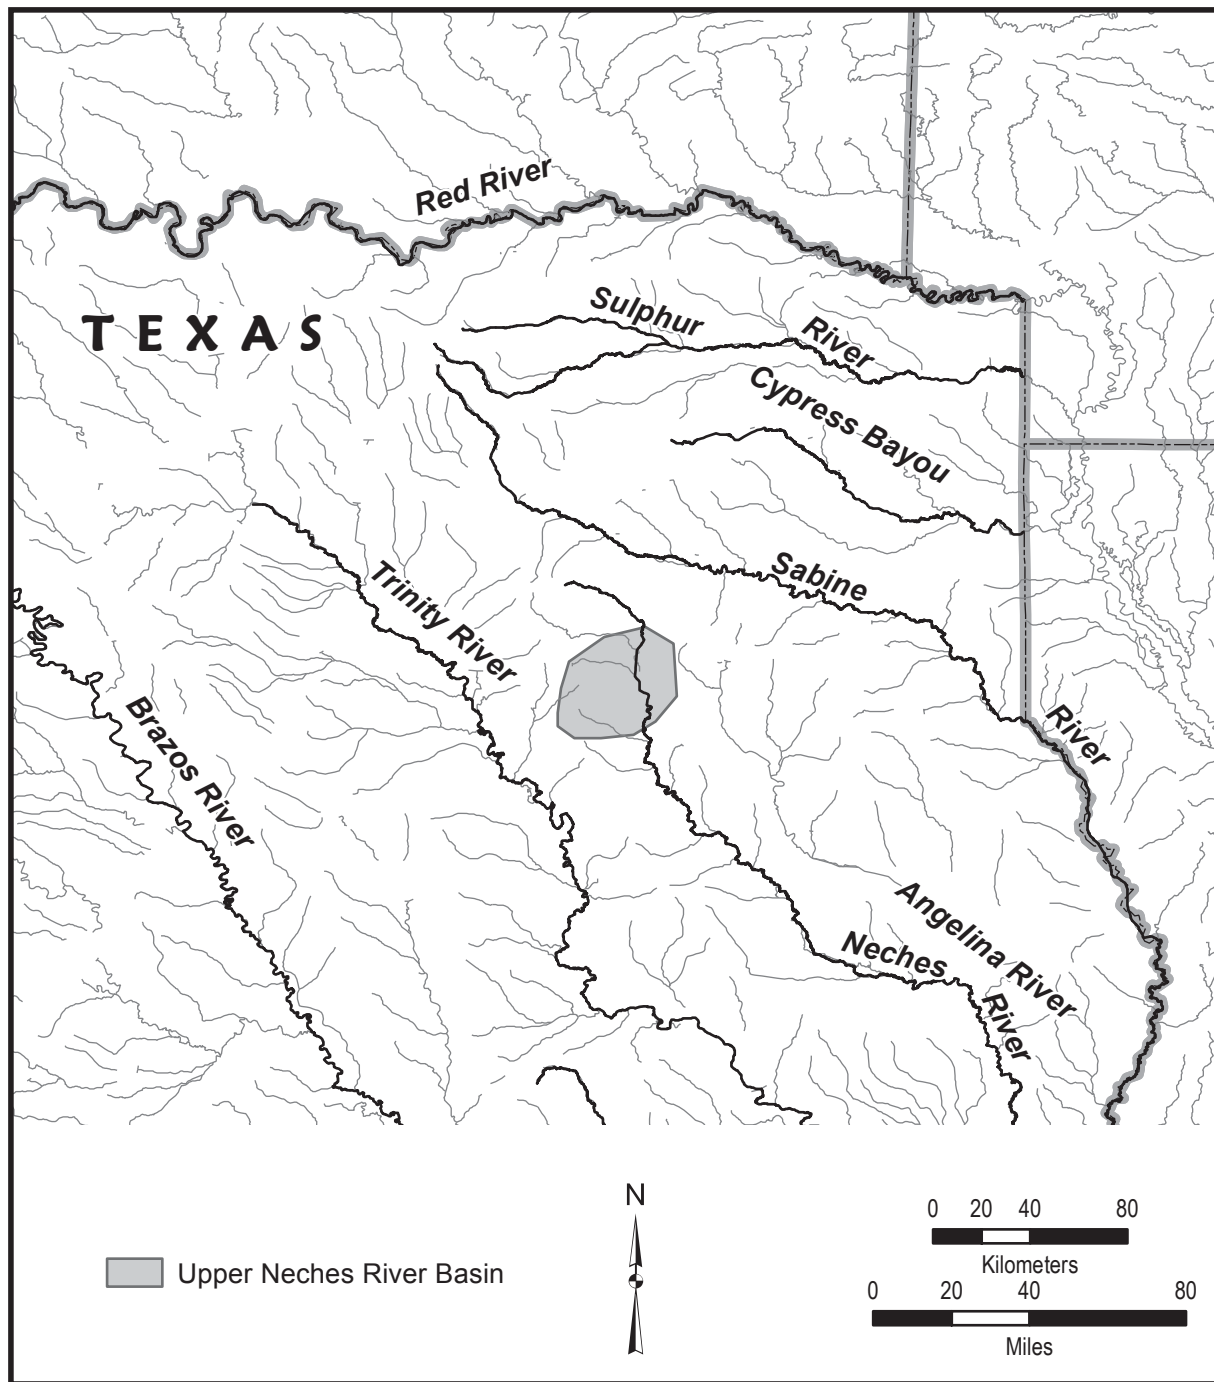 Red River
TEXAS
Sulphur
River
Cypress Bayou
Sabine
River
Trinity River
Brazos River
Angelina River
Neches
River
N
0 20 40 80
Kilometers
0 20 40 80
Miles
Upper Neches River Basin